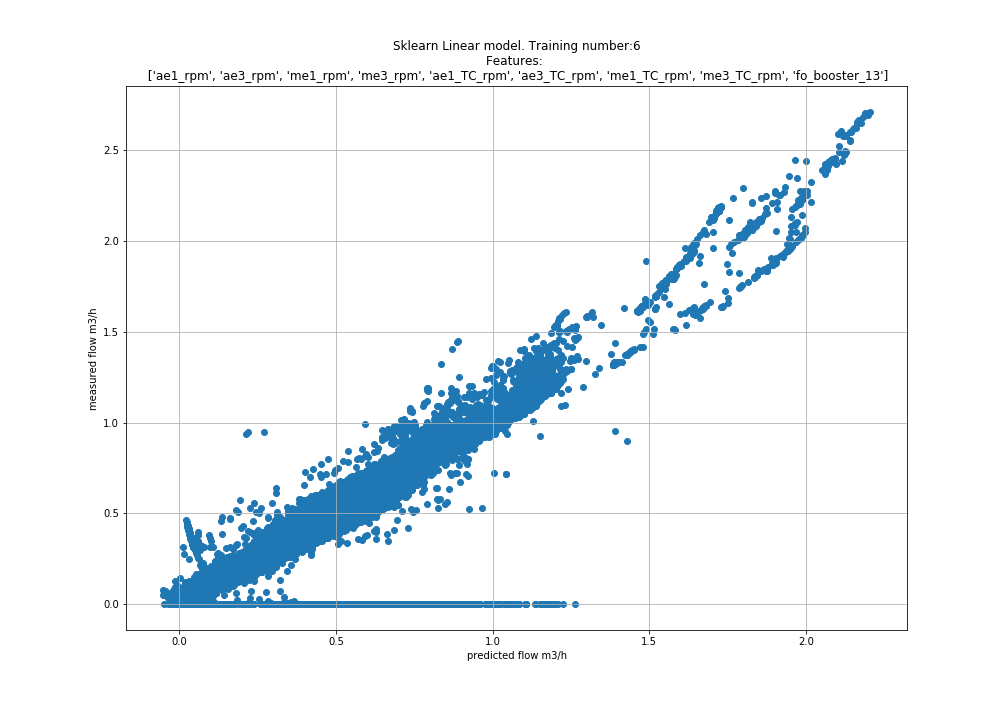 Sklearn Linear model. Training number:6
Features:
['ae1_rpm', 'ae3_rpm', 'me1_rpm', 'me3_rpm', 'ae1_TC_rpm', 'ae3_TC_rpm', 'me1_TC_rpm', 'me3_TC_rpm', 'fo_booster_13']
measured flow m3/h
2.5
2.0
1.5
1.0
0.5
0.0
0.0 0.5 1.0 1.5 2.0
predicted flow m3/h